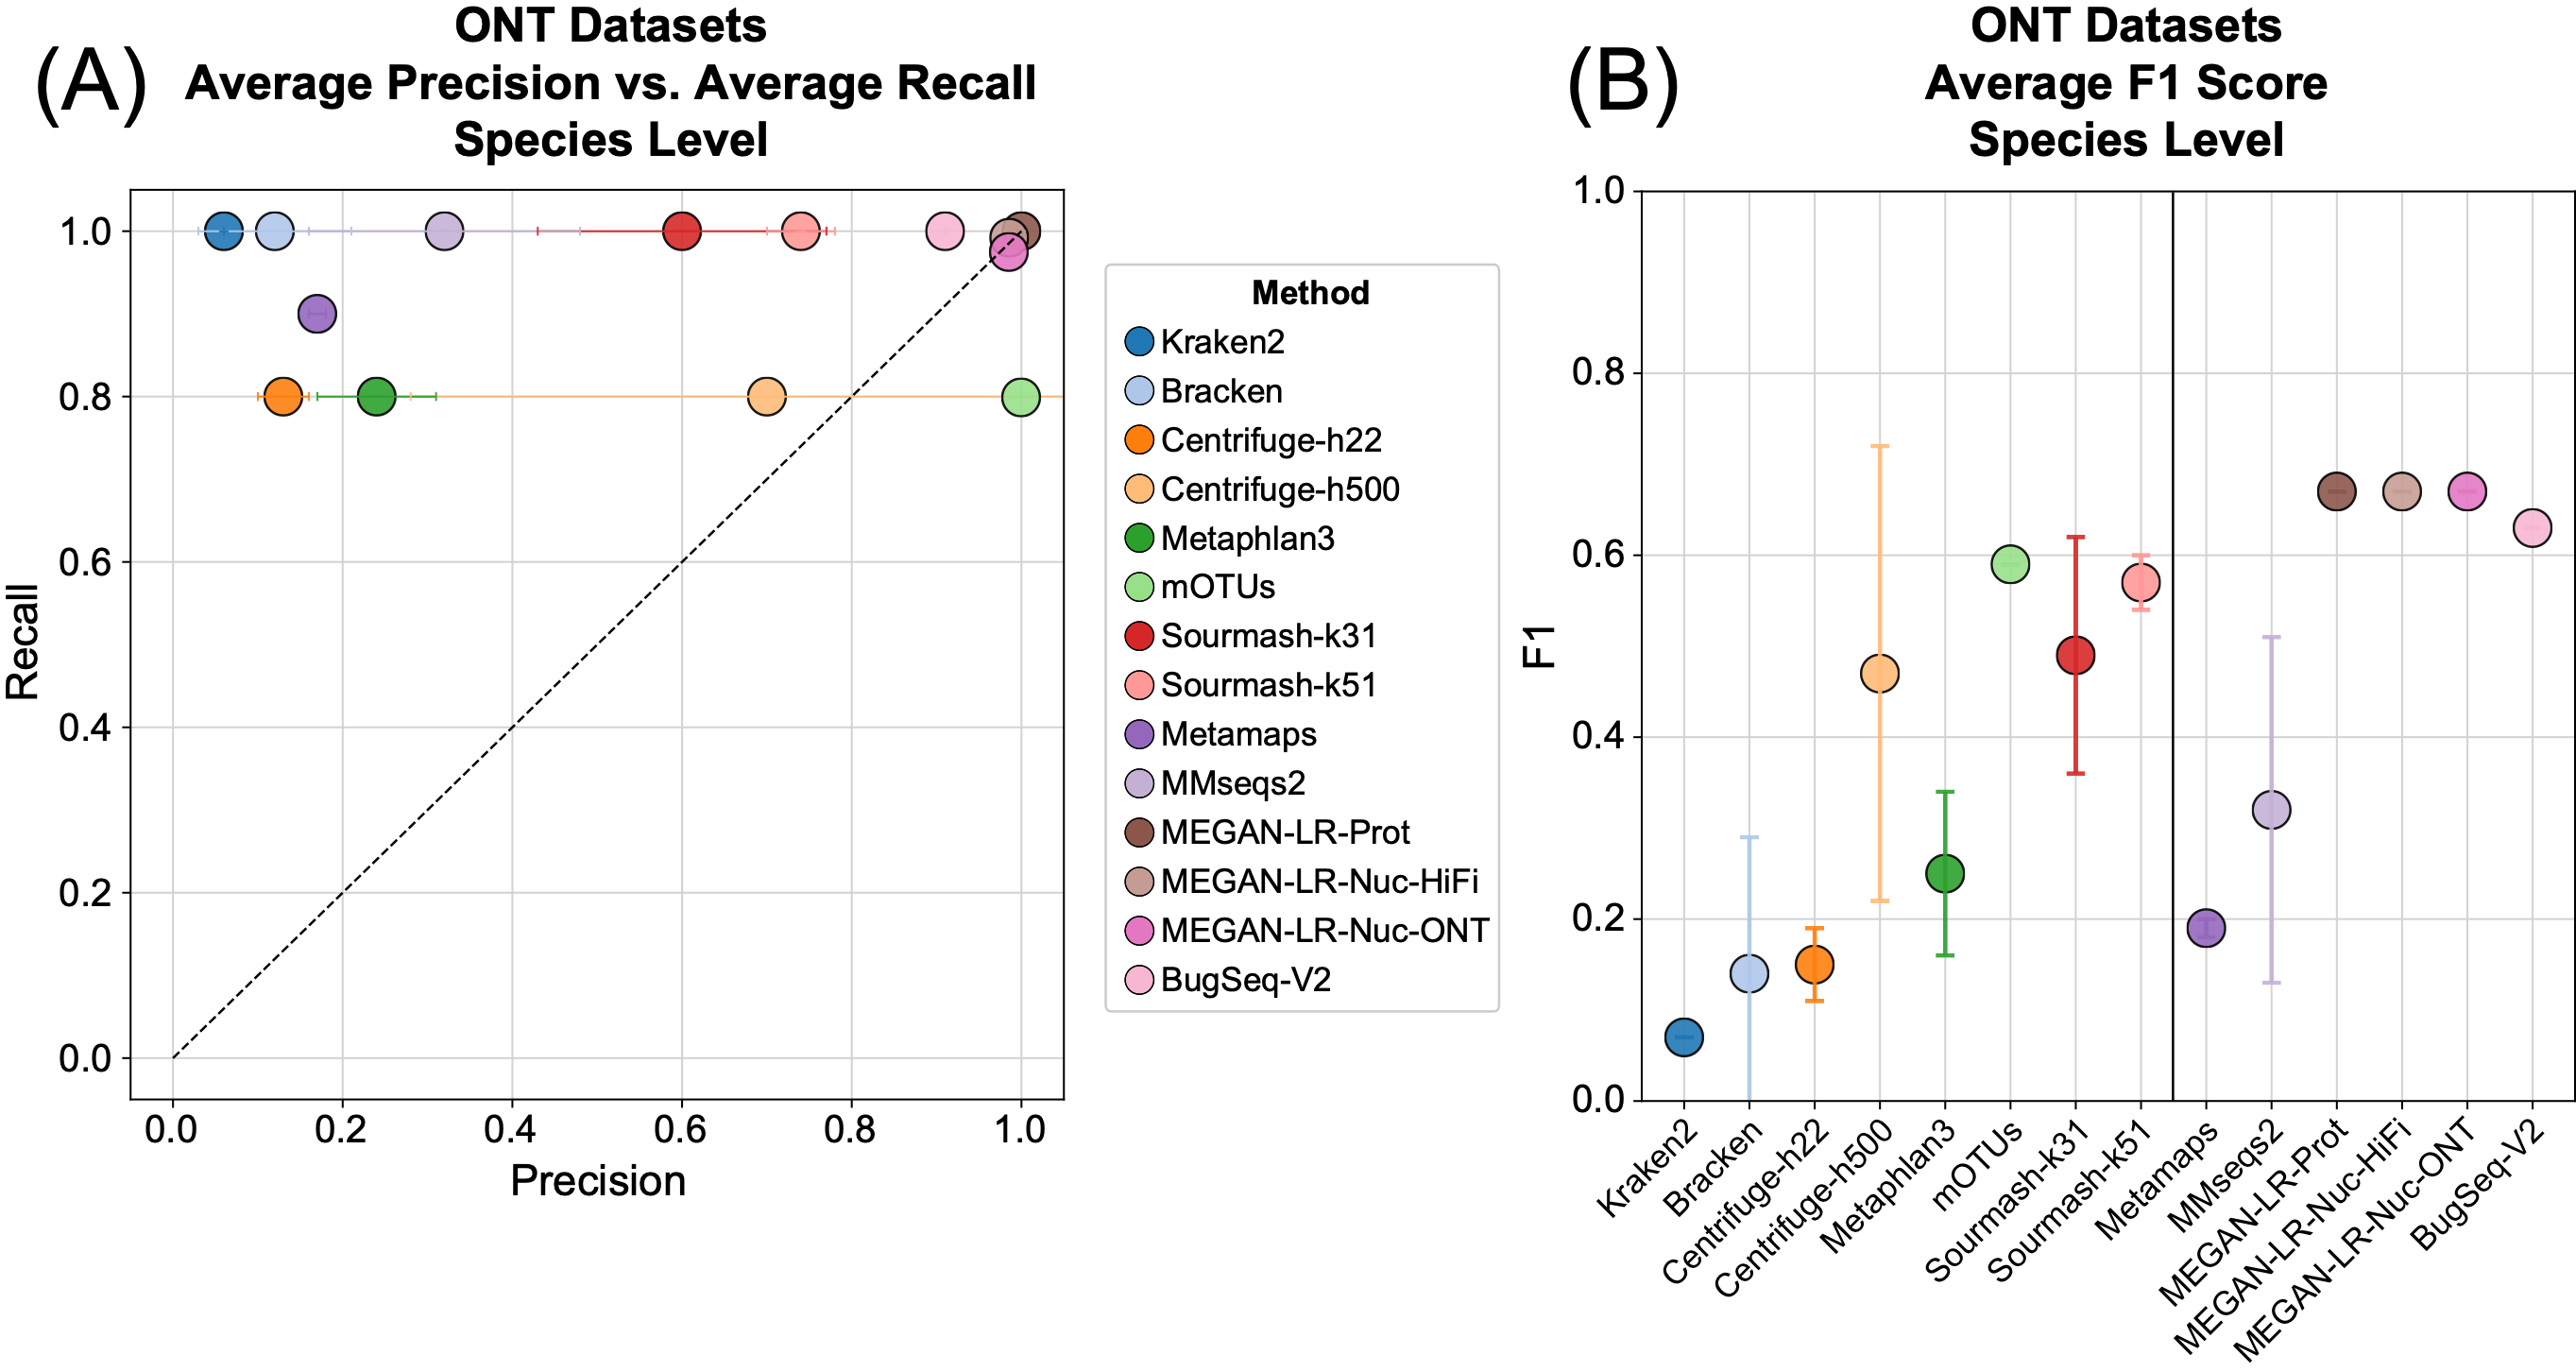 (A)
ONT Datasets
Average Precision vs. Average Recall
Species Level
1.0
0.8
0.6
0.4
0.2
0.0
Recall
0.0 0.2 0.4 0.6 0.8 1.0
Precision
Method
Kraken2
Bracken
Centrifuge-h22
Centrifuge-h500
Metaphlan3
mOTUs
Sourmash-k31
Sourmash-k51
Metamaps
MMseqs2
MEGAN-LR-Prot
MEGAN-LR-Nuc-HiFi
MEGAN-LR-Nuc-ONT
BugSeq-V2
(B)
ONT Datasets
Average F1 Score
Species Level
1.0
0.8
0.6
0.4
0.2
0.0
F1
Kraken2
Bracken
Centrifuge-h22
Centrifuge-h500
Metaphlan3
mOTUs
Sourmash-k31
Sourmash-k51
Metamaps
MMseqs2
MEGAN-LR-Prot
MEGAN-LR-Nuc-HiFi
MEGAN-LR-Nuc-ONT
BugSeq-V2